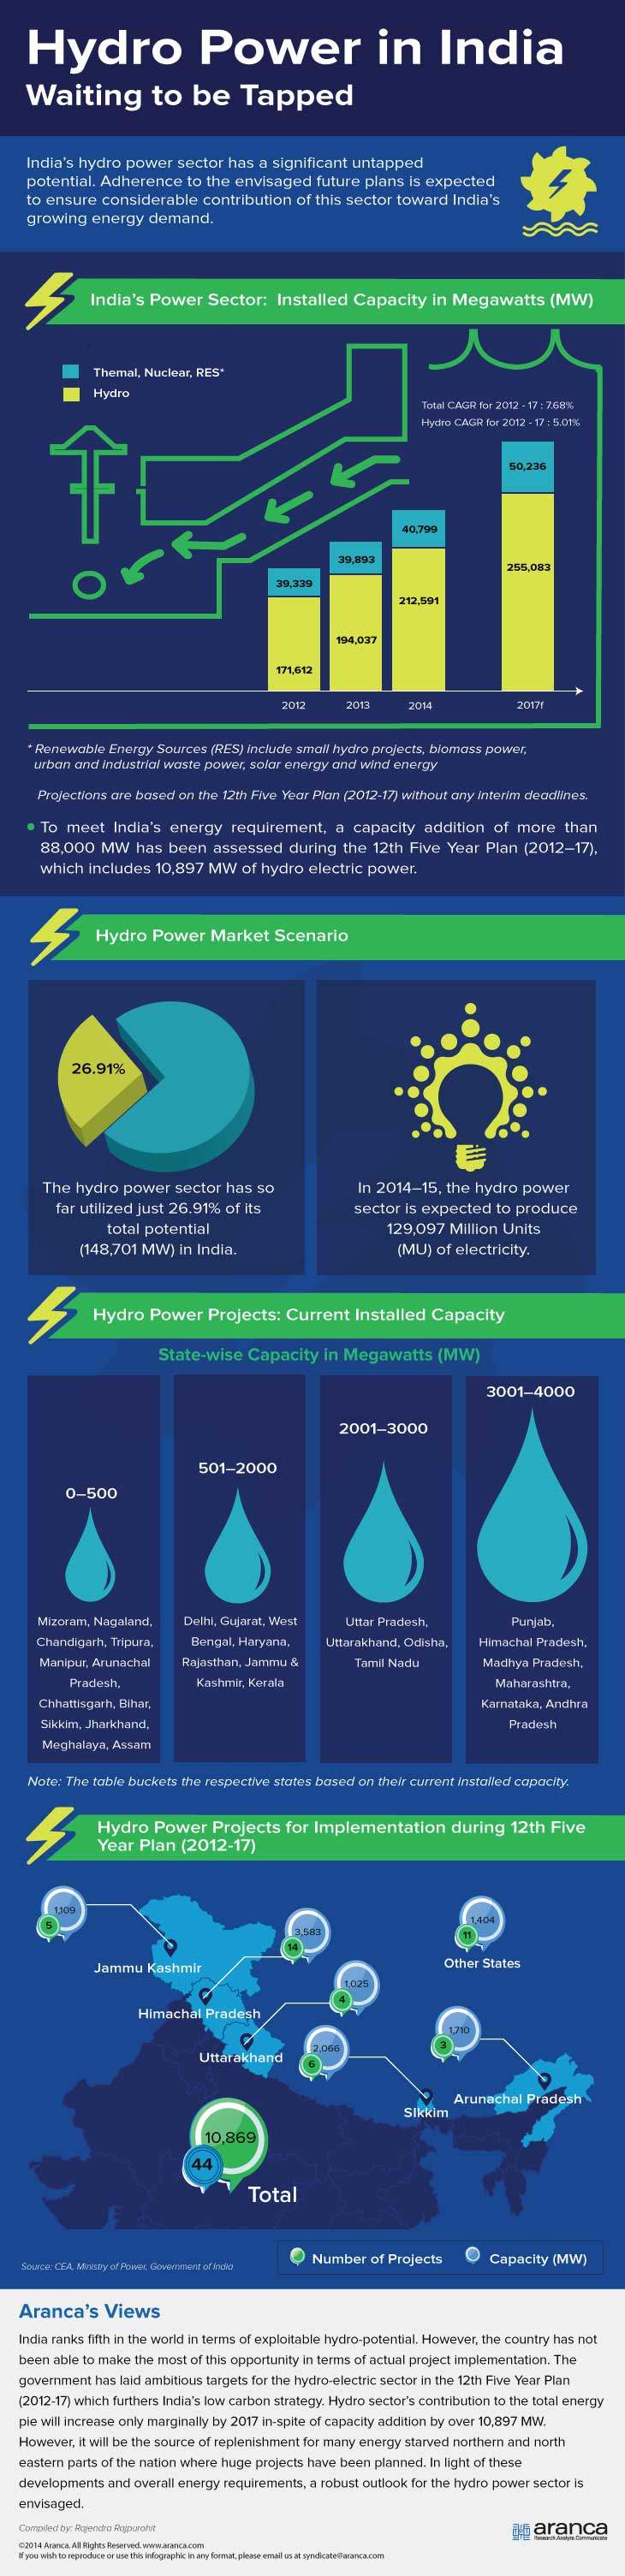 Hydro Power in India
Waiting to be Tapped
India's hydro power sector has a significant untapped
potential. Adherence to the envisaged future plans is expected
to ensure considerable contribution of this sector toward India's
growing energy demand.
India's Power Sector: Installed Capacity in Megawatts (MW)
Themal, Nuclear, RES*
Hydro
Total CAGR for 2012 - 17 : 7.68%
Hydro CAGR for 2012 - 17 : 5.01%
50,236
40,799
39,893
39,339
255,083
212,591
194,037
171,612
2012
2013
2014
2017f
* Renewable Energy Sources (RES) include small hydro projects, biomass power,
urban and industrial waste power, solar energy and wind energy
Projections are based on the 12th Five Year Plan (2012-17) without any interim deadlines.
• To meet India's energy requirement, a capacity addition of more than
88,000 MW has been assessed during the 12th Five Year Plan (2012–17),
which includes 10,897 MW of hydro electric power.
Hydro Power Market Scenario
26.91%
The hydro power sector has so
far utilized just 26.91% of its
total potential
(148,701 MW) in India.
In 2014–15, the hydro power
sector is expected to produce
129,097 Million Units
(MU) of electricity.
Hydro Power Projects: Current Installed Capacity
State-wise Capacity in Megawatts (MW)
0–500
Mizoram, Nagaland,
Chandigarh, Tripura,
Manipur, Arunachal
Pradesh,
Chhattisgarh, Bihar,
Sikkim, Jharkhand,
Meghalaya, Assam
501–2000
Delhi, Gujarat, West
Bengal, Haryana,
Rajasthan, Jammu &
Kashmir, Kerala
2001–3000
Uttar Pradesh,
Uttarakhand, Odisha,
Tamil Nadu
3001–4000
Punjab,
Himachal Pradesh,
Madhya Pradesh,
Maharashtra,
Karnataka, Andhra
Pradesh
Note: The table buckets the respective states based on their current installed capacity.
Hydro Power Projects for Implementation during 12th Five
Year Plan (2012-17)
1,109
5
Jammu Kashmir
3,583
14
Himachal Pradesh
1,404
11
Other States
1,025
4
Uttarakhand
2,066
6
SIkkim
1,710
3
Arunachal Pradesh
10,869
44
Total
Number of Projects
Capacity (MW)
Source: CEA, Ministry of Power, Government of India
Aranca's Views
India ranks fifth in the world in terms of exploitable hydro-potential. However, the country has not
been able to make the most of this opportunity in terms of actual project implementation. The
government has laid ambitious targets for the hydro-electric sector in the 12th Five Year Plan
(2012-17) which furthers India's low carbon strategy. Hydro sector's contribution to the total energy
pie will increase only marginally by 2017 in-spite of capacity addition by over 10,897 MW.
However, it will be the source of replenishment for many energy starved northern and north
eastern parts of the nation where huge projects have been planned. In light of these
developments and overall energy requirements, a robust outlook for the hydro power sector is
envisaged.
Compiled by: Rajendra Rajpurohit
©2014 Aranca. All Rights Reserved. www.aranca.com
If you wish to reproduce or use this infographic in any format, please email us at syndicate@aranca.com
aranca
Research.Analyze.Communicate